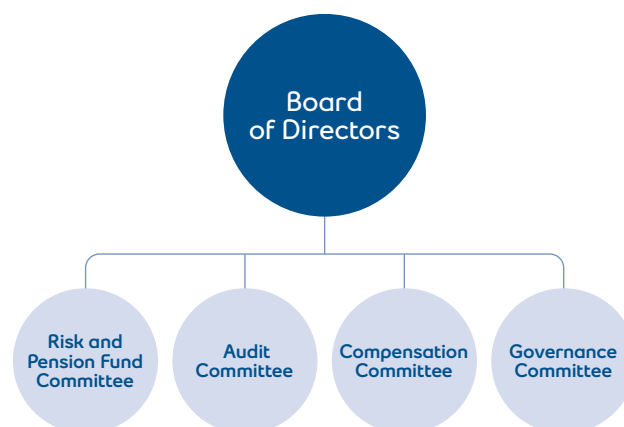 Board
of Directors
Risk and
Pension Fund
Committee
Audit
Committee
Compensation
Committee
Governance
Committee